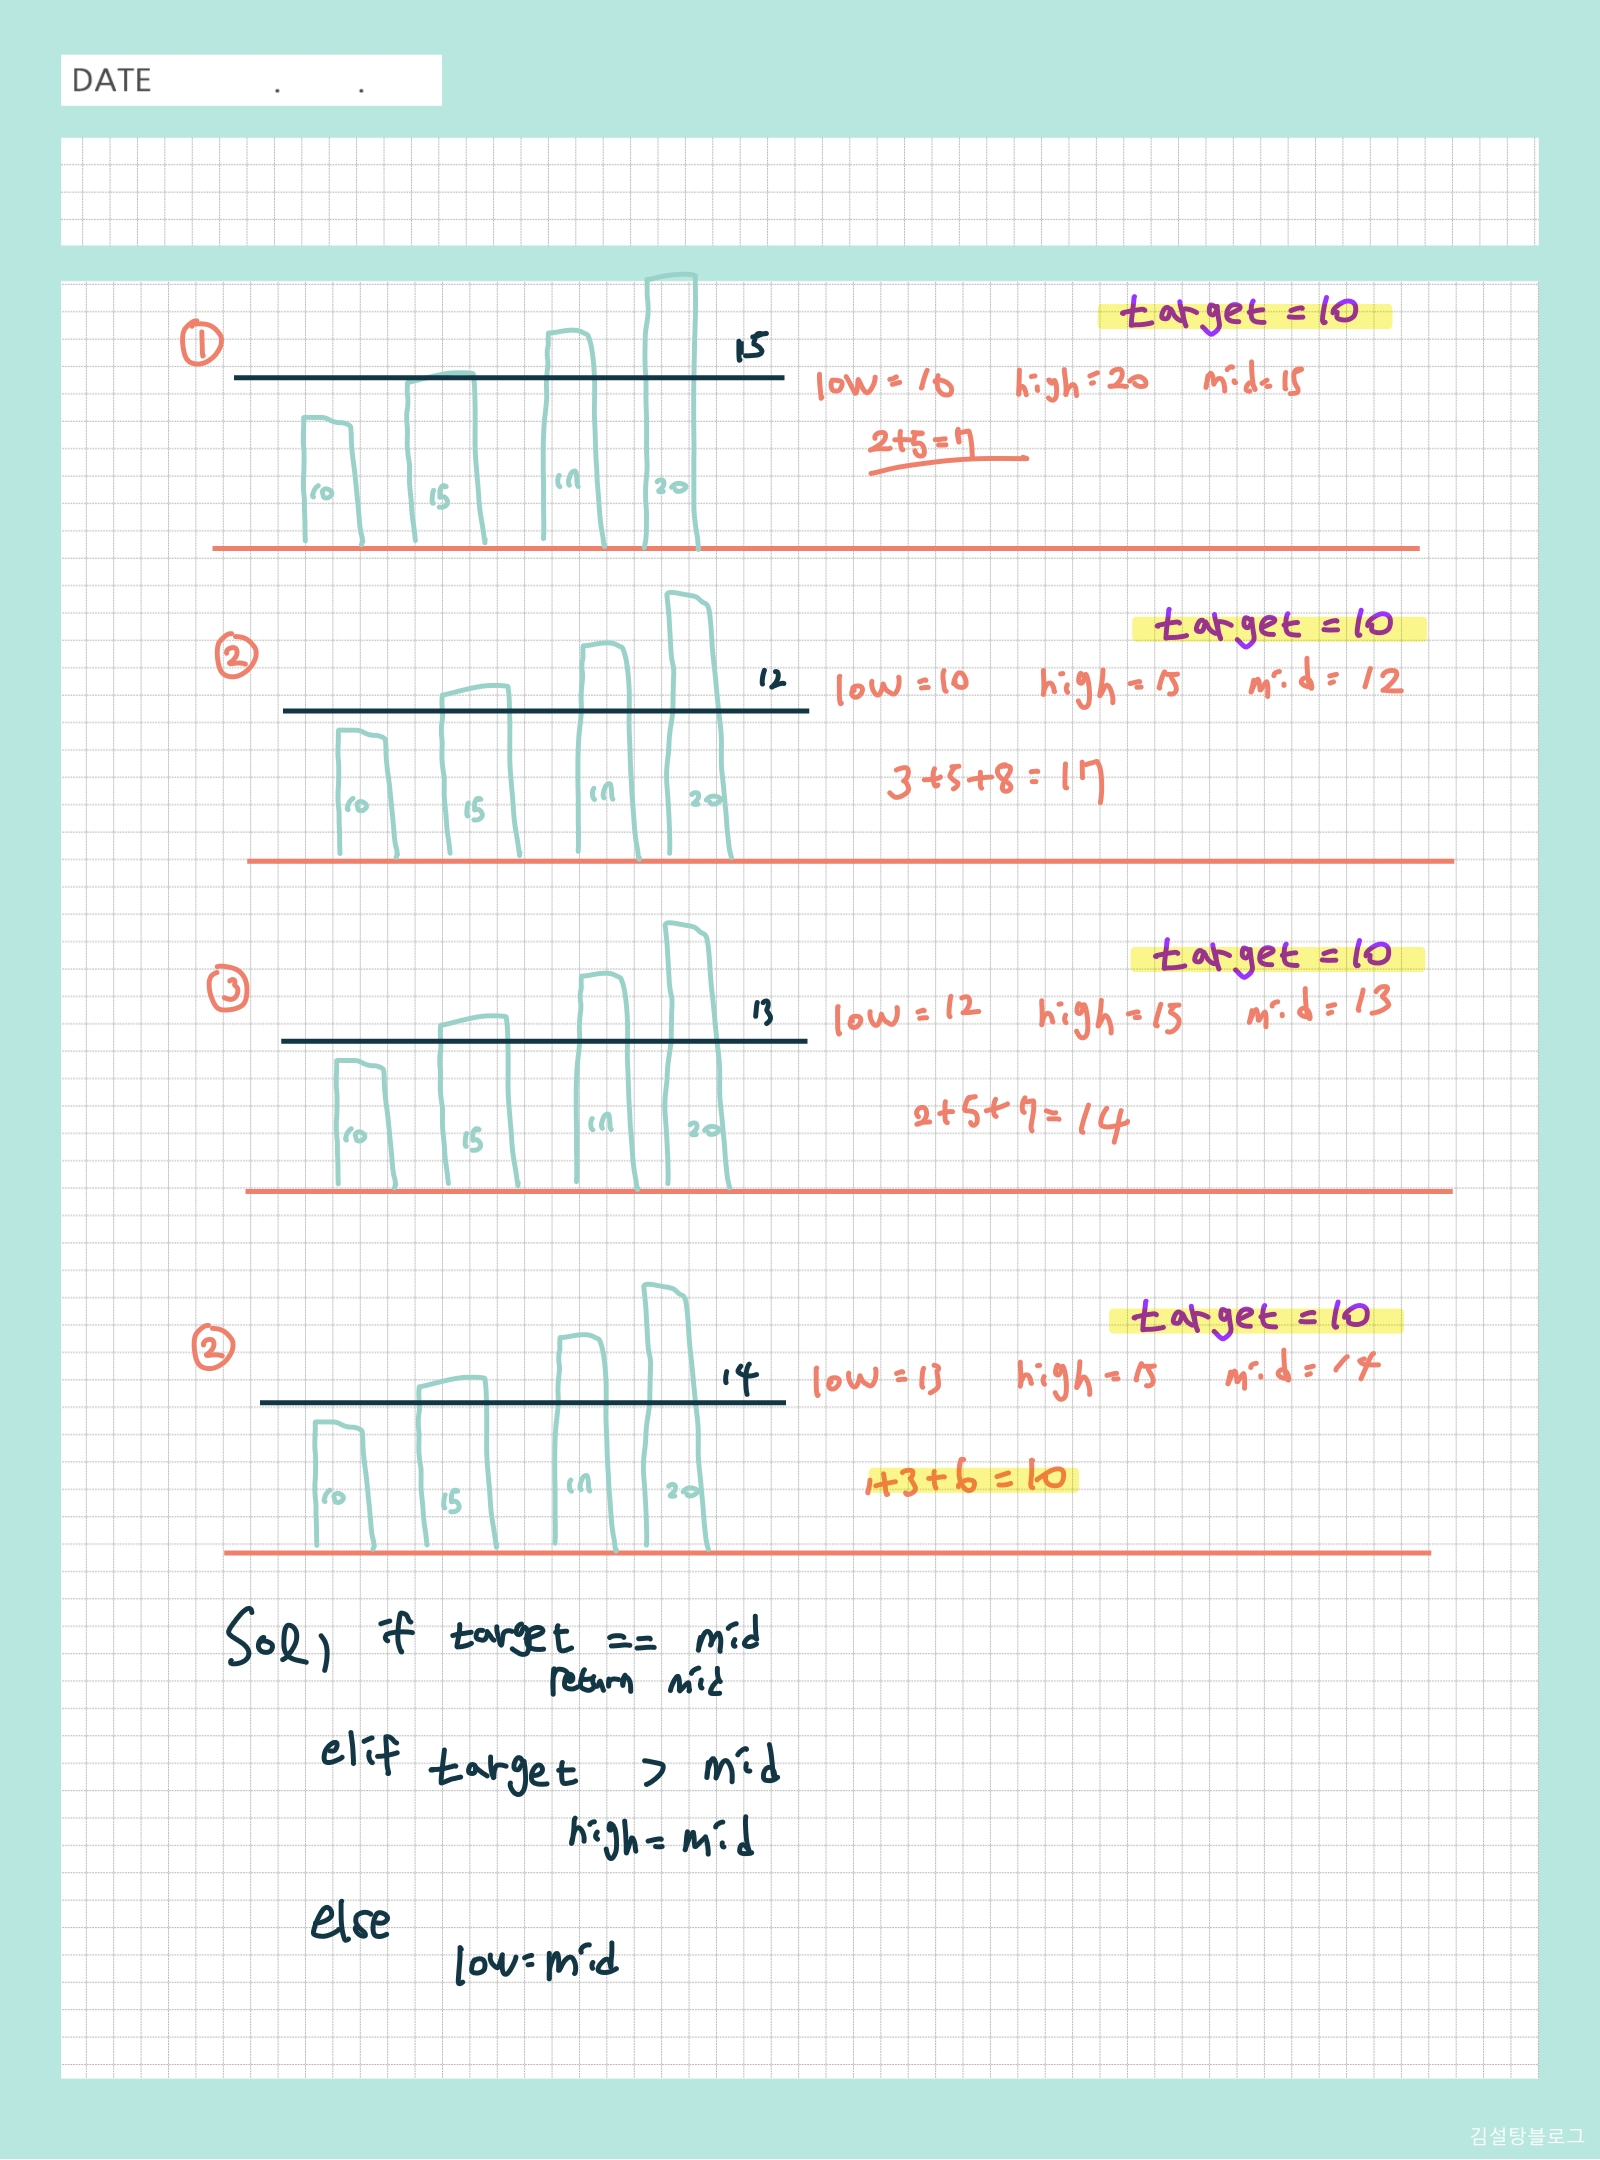 DATE . .
① 15 target = 10
low = 10 high = 20 mid = 15
2+5=7
10 15 17 20
② 12 target = 10
low = 10 high = 15 mid = 12
3+5+8 = 17
10 15 17 20
③ 13 target = 10
low = 12 high = 15 mid = 13
2+5+7 = 14
10 15 17 20
② 14 target = 10
low = 13 high = 15 mid = 14
1+3+6 = 10
10 15 17 20
Sol) if target == mid
return mid
elif target > mid
high = mid
else
low = mid
김설탕블로그